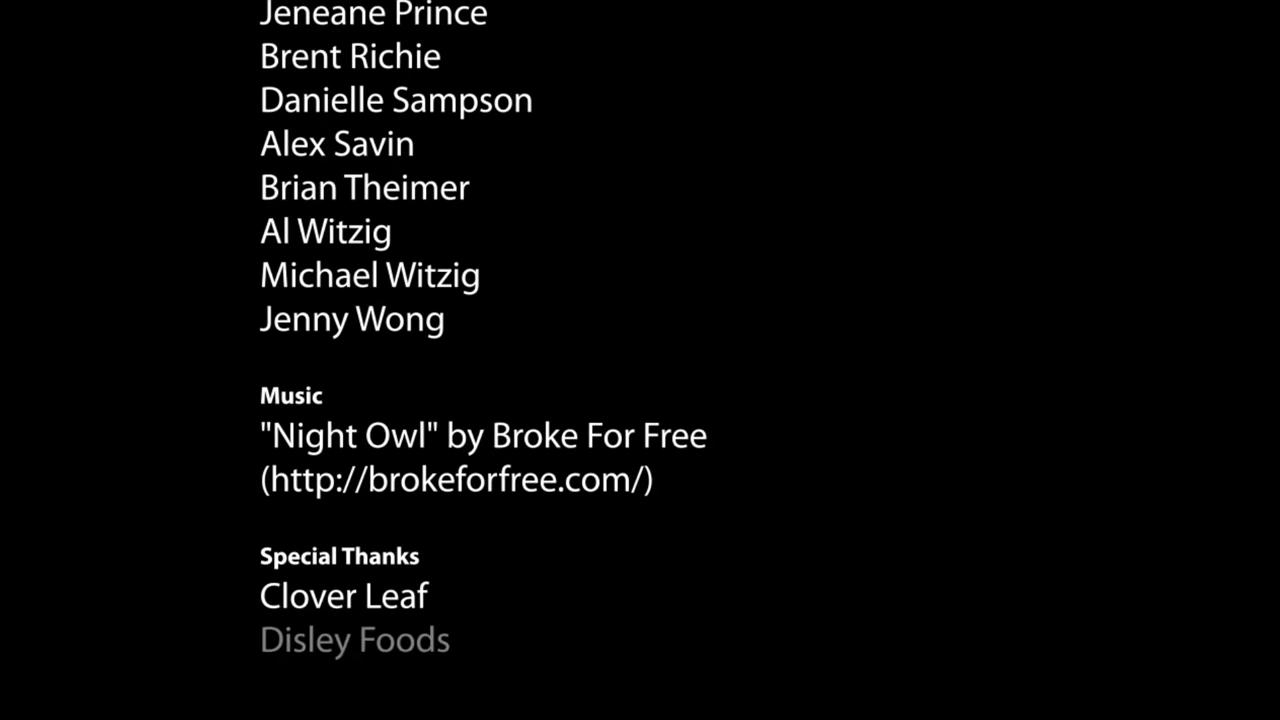 Jeneane Prince
Brent Richie
Danielle Sampson
Alex Savin
Brian Theimer
Al Witzig
Michael Witzig
Jenny Wong
Music
"Night Owl" by Broke For Free
(http://brokeforfree.com/)
Special Thanks
Clover Leaf
Disley Foods